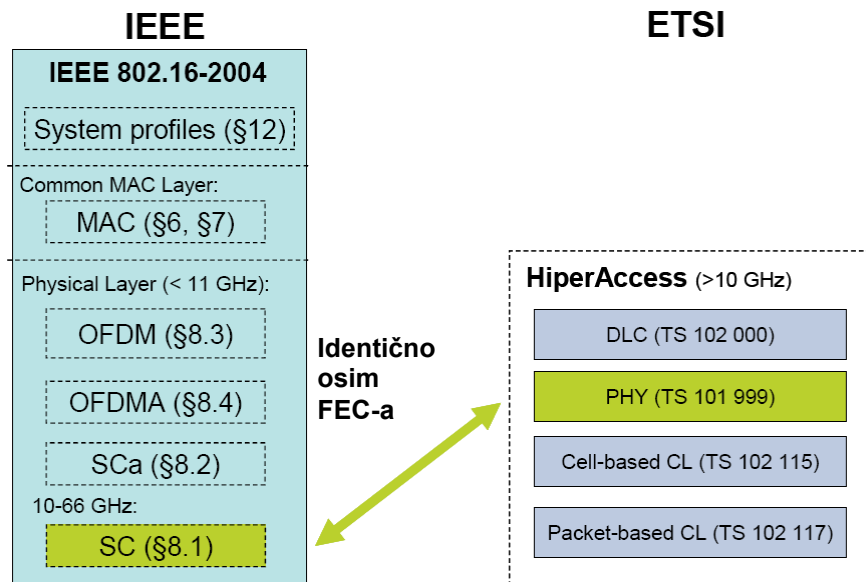 IEEE
IEEE 802.16-2004
System profiles (§12)
Common MAC Layer:
MAC (§6, §7)
Physical Layer (< 11 GHz):
OFDM (§8.3)
OFDMA (§8.4)
SCa (§8.2)
10-66 GHz:
SC (§8.1)
Identično
osim
FEC-a
ETSI
HiperAccess (>10 GHz)
DLC (TS 102 000)
PHY (TS 101 999)
Cell-based CL (TS 102 115)
Packet-based CL (TS 102 117)